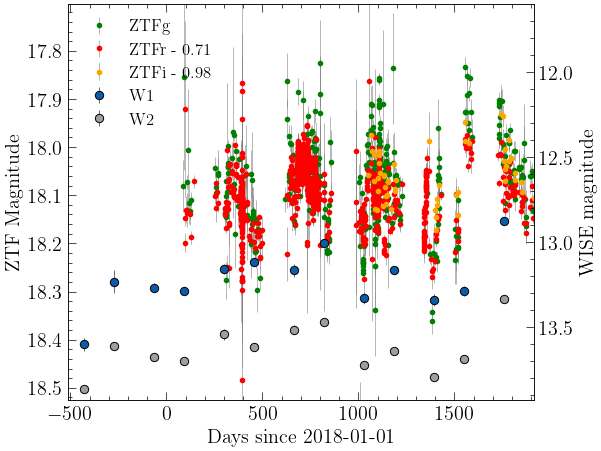 ZTFg
ZTFr - 0.71
ZTFi - 0.98
W1
W2
17.8
17.9
18.0
18.1
18.2
18.3
18.4
18.5
ZTF Magnitude
12.0
12.5
13.0
13.5
WISE magnitude
−500
0
500
1000
1500
Days since 2018-01-01